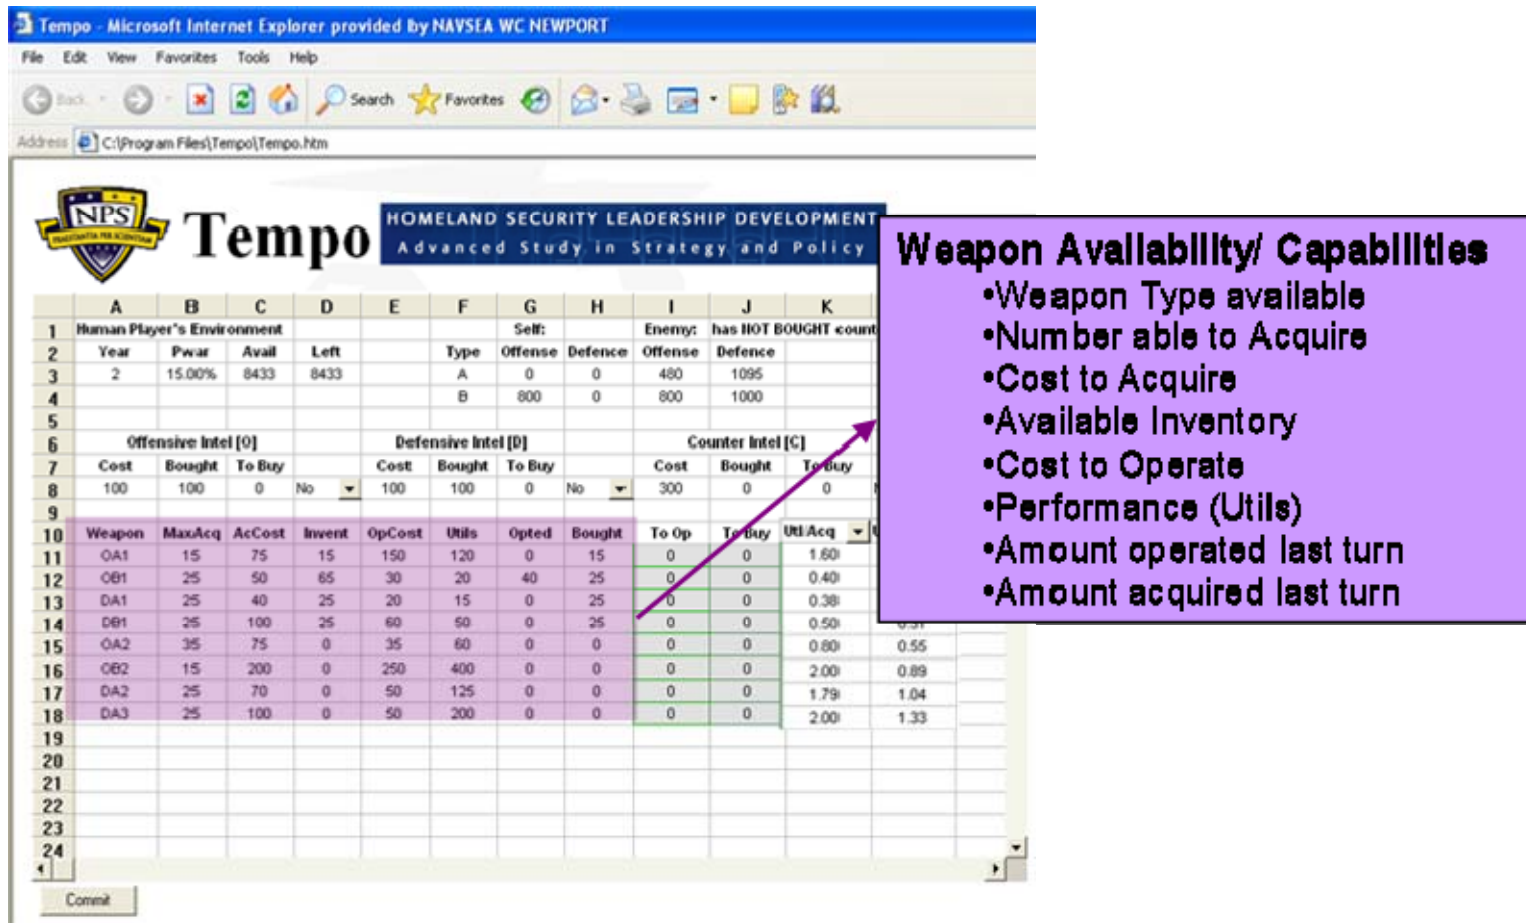 Tempo - Microsoft Internet Explorer provided by NAVSEA WC NEWPORT
File Edit View Favorites Tools Help
Back Search Favorites
Address C:\Program Files\Tempo\Tempo.htm
NPS
PRAESTANTIA PER SCIENTIAM
Tempo
HOMELAND SECURITY LEADERSHIP DEVELOPMENT
Advanced Study in Strategy and Policy
A B C D E F G H I J K
1 Human Player's Environment Self: Enemy: has NOT BOUGHT count
2 Year Pwar Avail Left Type Offense Defence Offense Defence
3 2 15.00% 8433 8433 A 0 0 480 1095
4 B 800 0 800 1000
5
6 Offensive Intel [O] Defensive Intel [D] Counter Intel [C]
7 Cost Bought To Buy Cost Bought To Buy Cost Bought To Buy
8 100 100 0 No 100 100 0 No 300 0 0
9
10 Weapon MaxAcq AcCost Invent OpCost Utils Opted Bought To Op To Buy Utl/Acq
11 OA1 15 75 15 150 120 0 15 0 0 1.60
12 OB1 25 50 65 30 20 40 25 0 0 0.40
13 DA1 25 40 25 20 15 0 25 0 0 0.38
14 DB1 25 100 25 60 50 0 25 0 0 0.50 0.31
15 OA2 35 75 0 35 60 0 0 0 0 0.80 0.55
16 OB2 15 200 0 250 400 0 0 0 0 2.00 0.89
17 DA2 25 70 0 50 125 0 0 0 0 1.79 1.04
18 DA3 25 100 0 50 200 0 0 0 0 2.00 1.33
19
20
21
22
23
24
Commit
Weapon Availability/ Capabilities
•Weapon Type available
•Number able to Acquire
•Cost to Acquire
•Available Inventory
•Cost to Operate
•Performance (Utils)
•Amount operated last turn
•Amount acquired last turn